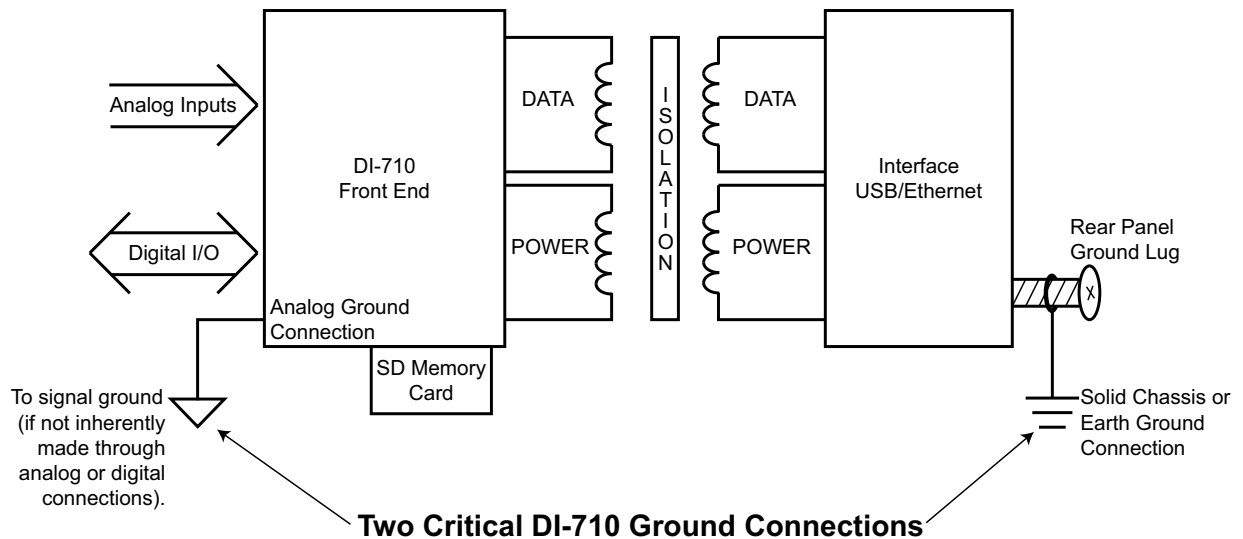 Analog Inputs
Digital I/O
DI-710
Front End
Analog Ground
Connection
SD Memory
Card
DATA
POWER
ISOLATION
DATA
POWER
Interface
USB/Ethernet
Rear Panel
Ground Lug
To signal ground
(if not inherently
made through
analog or digital
connections).
Solid Chassis or
Earth Ground
Connection
Two Critical DI-710 Ground Connections